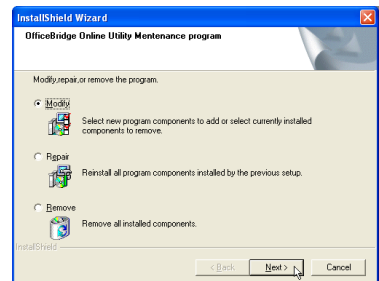 InstallShield Wizard
OfficeBridge Online Utility Mentenance program
Modify,repair,or remove the program.
Modify
Select new program components to add or select currently installed
components to remove.
Repair
Reinstall all program components installed by the previous setup.
Remove
Remove all installed components.
InstallShield
< Back
Next >
Cancel